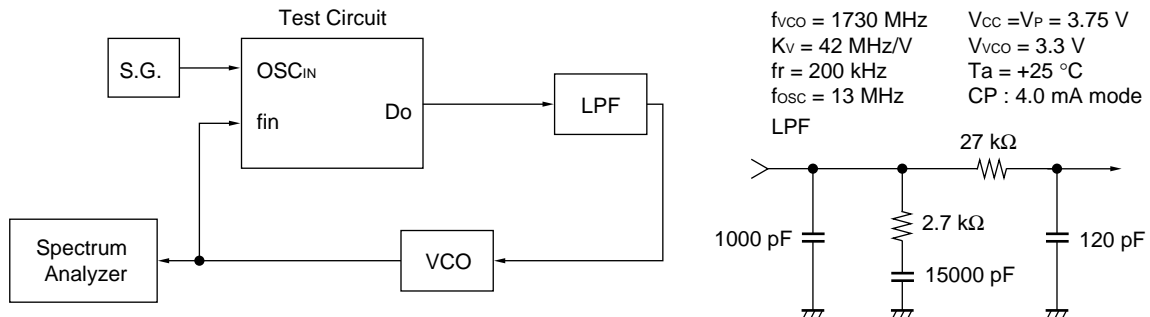 Test Circuit
S.G.
OSCIN
fin
Do
LPF
Spectrum
Analyzer
VCO
fVCO = 1730 MHz
KV = 42 MHz/V
fr = 200 kHz
fOSC = 13 MHz
LPF
VCC =VP = 3.75 V
VVCO = 3.3 V
Ta = +25 °C
CP : 4.0 mA mode
27 kΩ
2.7 kΩ
1000 pF
15000 pF
120 pF